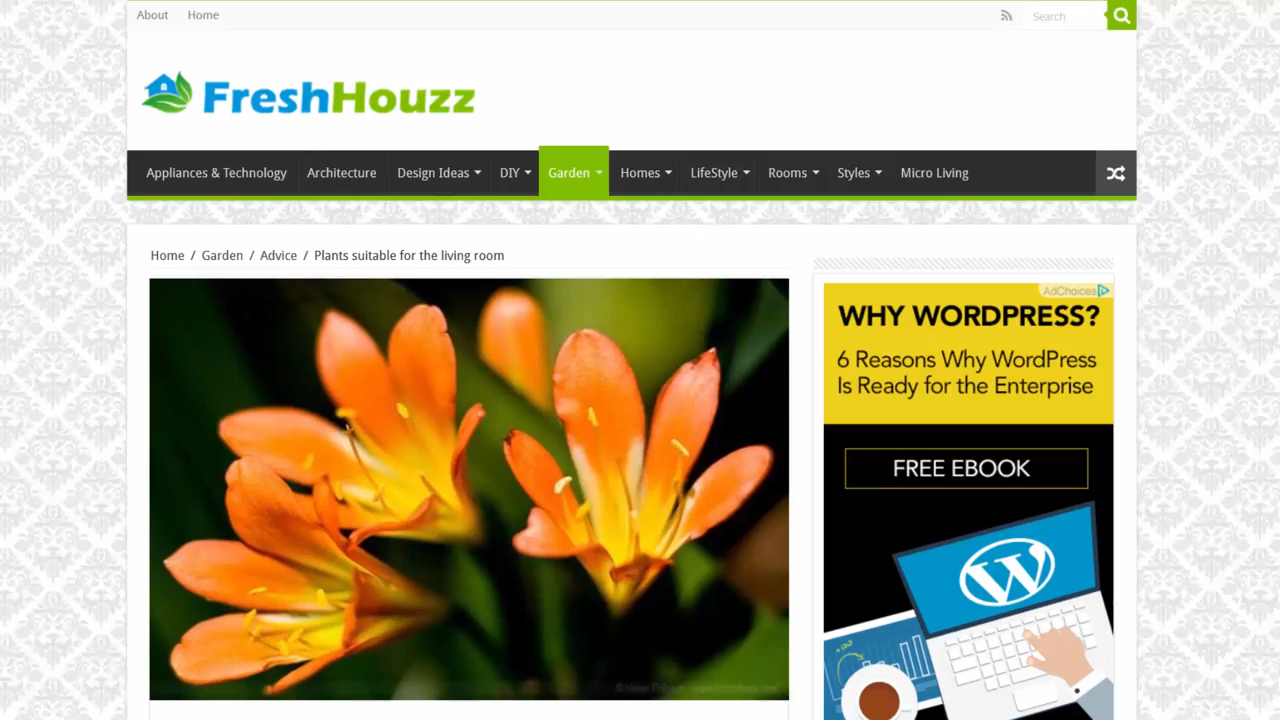 About Home
Search
FreshHouzz
Appliances & Technology Architecture Design Ideas DIY Garden Homes LifeStyle Rooms Styles Micro Living
Home / Garden / Advice / Plants suitable for the living room
AdChoices
WHY WORDPRESS?
6 Reasons Why WordPress
Is Ready for the Enterprise
FREE EBOOK